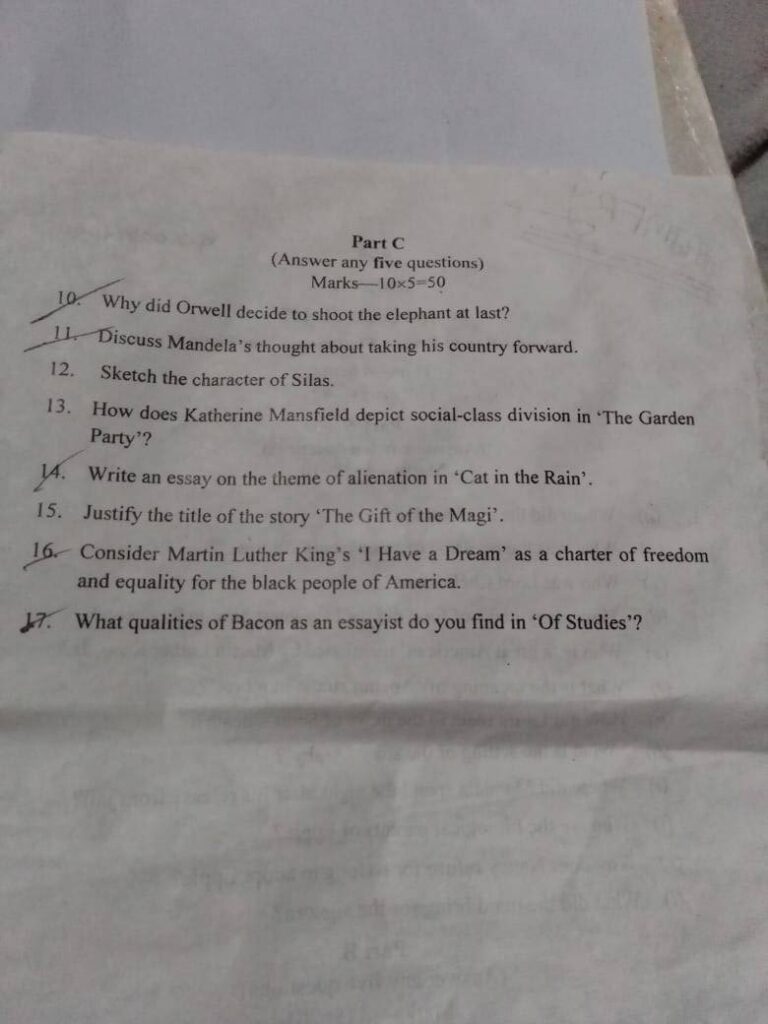 Part C
(Answer any five questions)
Marks—10×5=50
10. Why did Orwell decide to shoot the elephant at last?
11. Discuss Mandela's thought about taking his country forward.
12. Sketch the character of Silas.
13. How does Katherine Mansfield depict social-class division in ‘The Garden
Party’?
14. Write an essay on the theme of alienation in ‘Cat in the Rain’.
15. Justify the title of the story ‘The Gift of the Magi’.
16. Consider Martin Luther King's ‘I Have a Dream’ as a charter of freedom
and equality for the black people of America.
17. What qualities of Bacon as an essayist do you find in ‘Of Studies’?